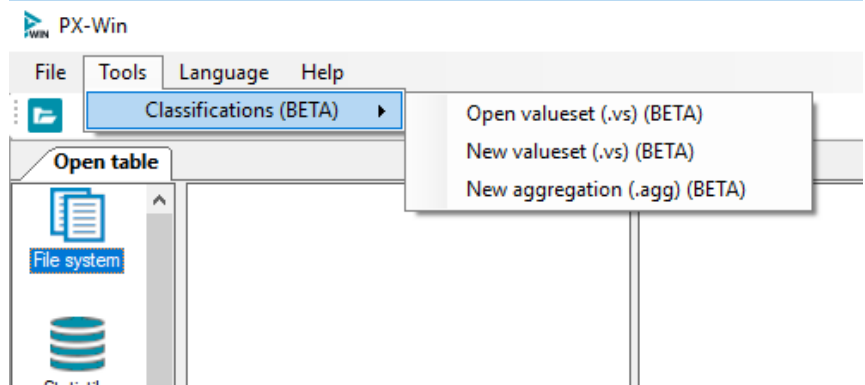 WIN PX-Win
File Tools Language Help
Classifications (BETA)
Open valueset (.vs) (BETA)
New valueset (.vs) (BETA)
New aggregation (.agg) (BETA)
Open table
File system